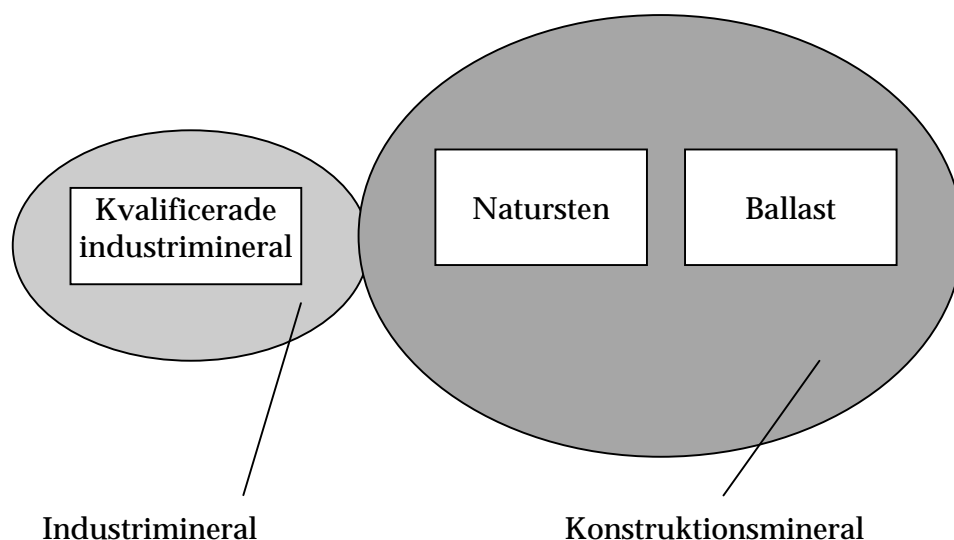 Kvalificerade
industrimineral
Natursten
Ballast
Industrimineral
Konstruktionsmineral